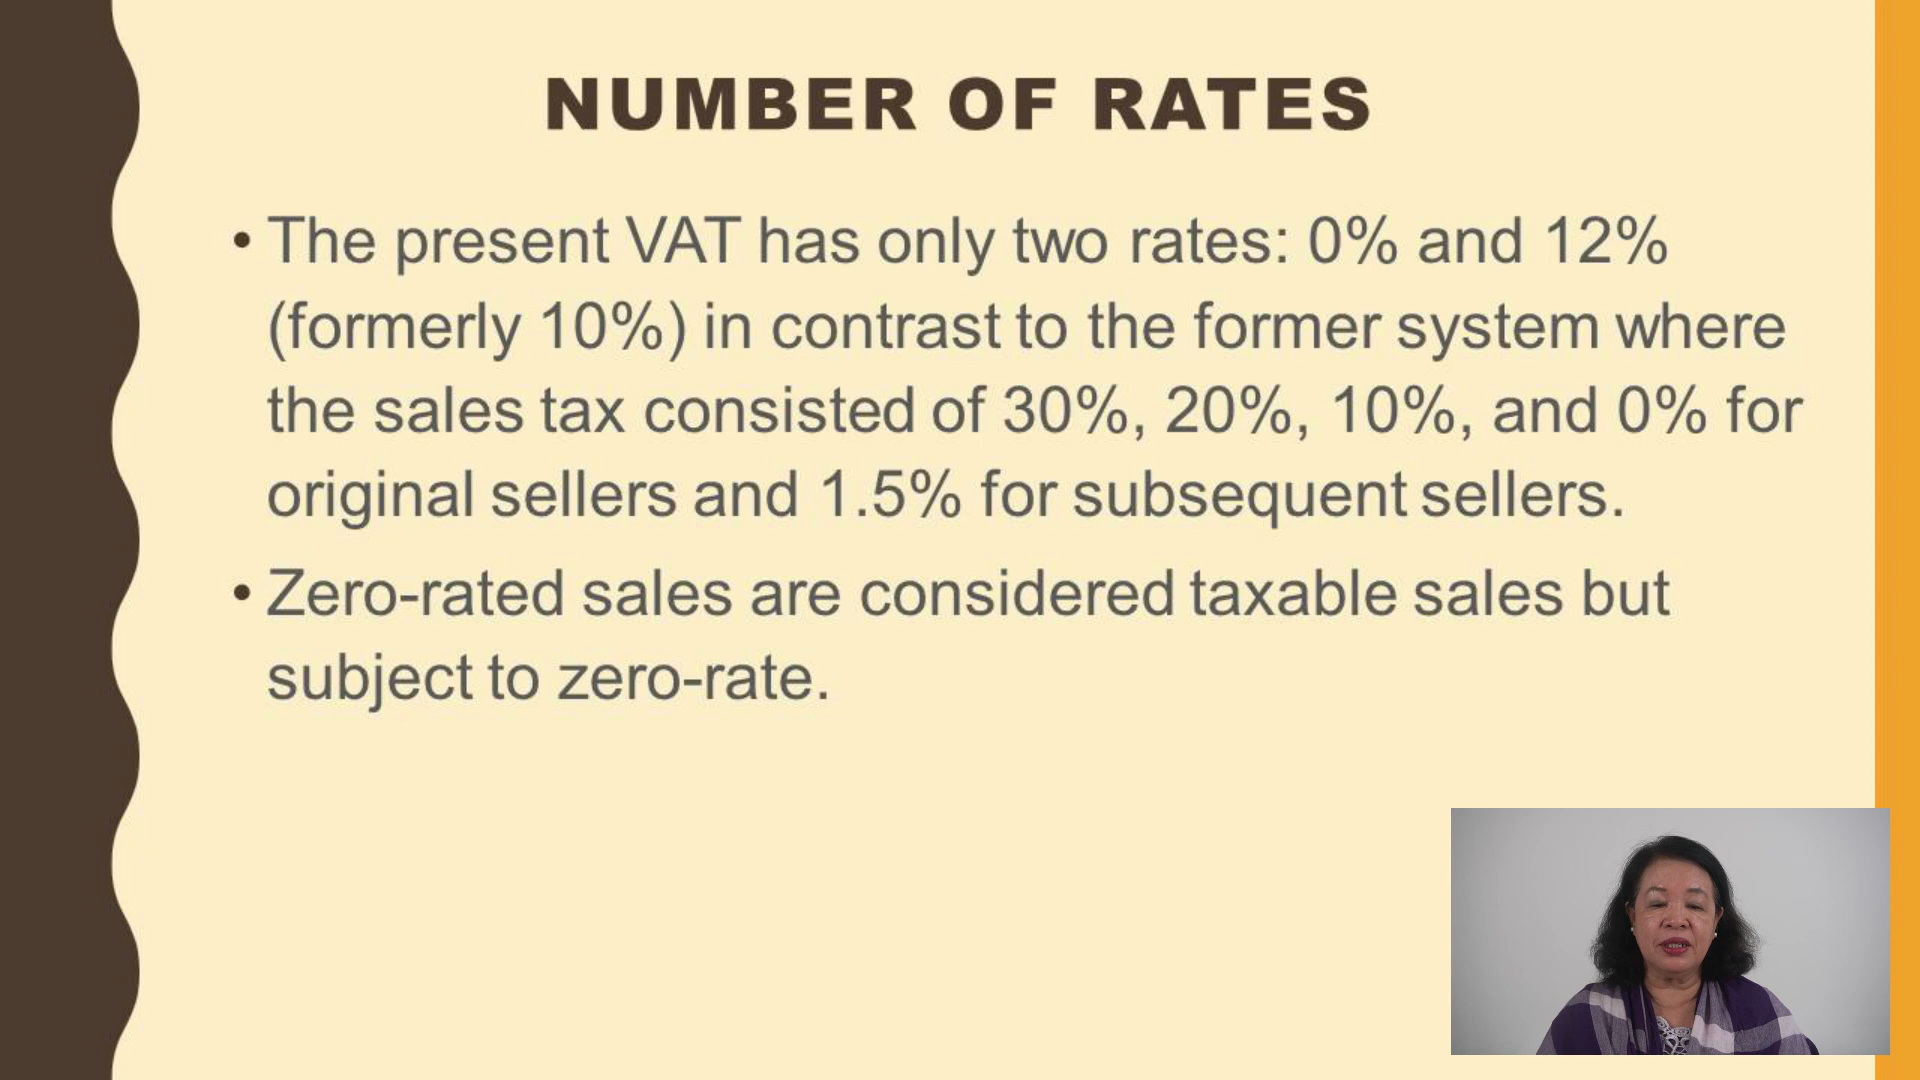 NUMBER OF RATES
• The present VAT has only two rates: 0% and 12%
(formerly 10%) in contrast to the former system where
the sales tax consisted of 30%, 20%, 10%, and 0% for
original sellers and 1.5% for subsequent sellers.
• Zero-rated sales are considered taxable sales but
subject to zero-rate.